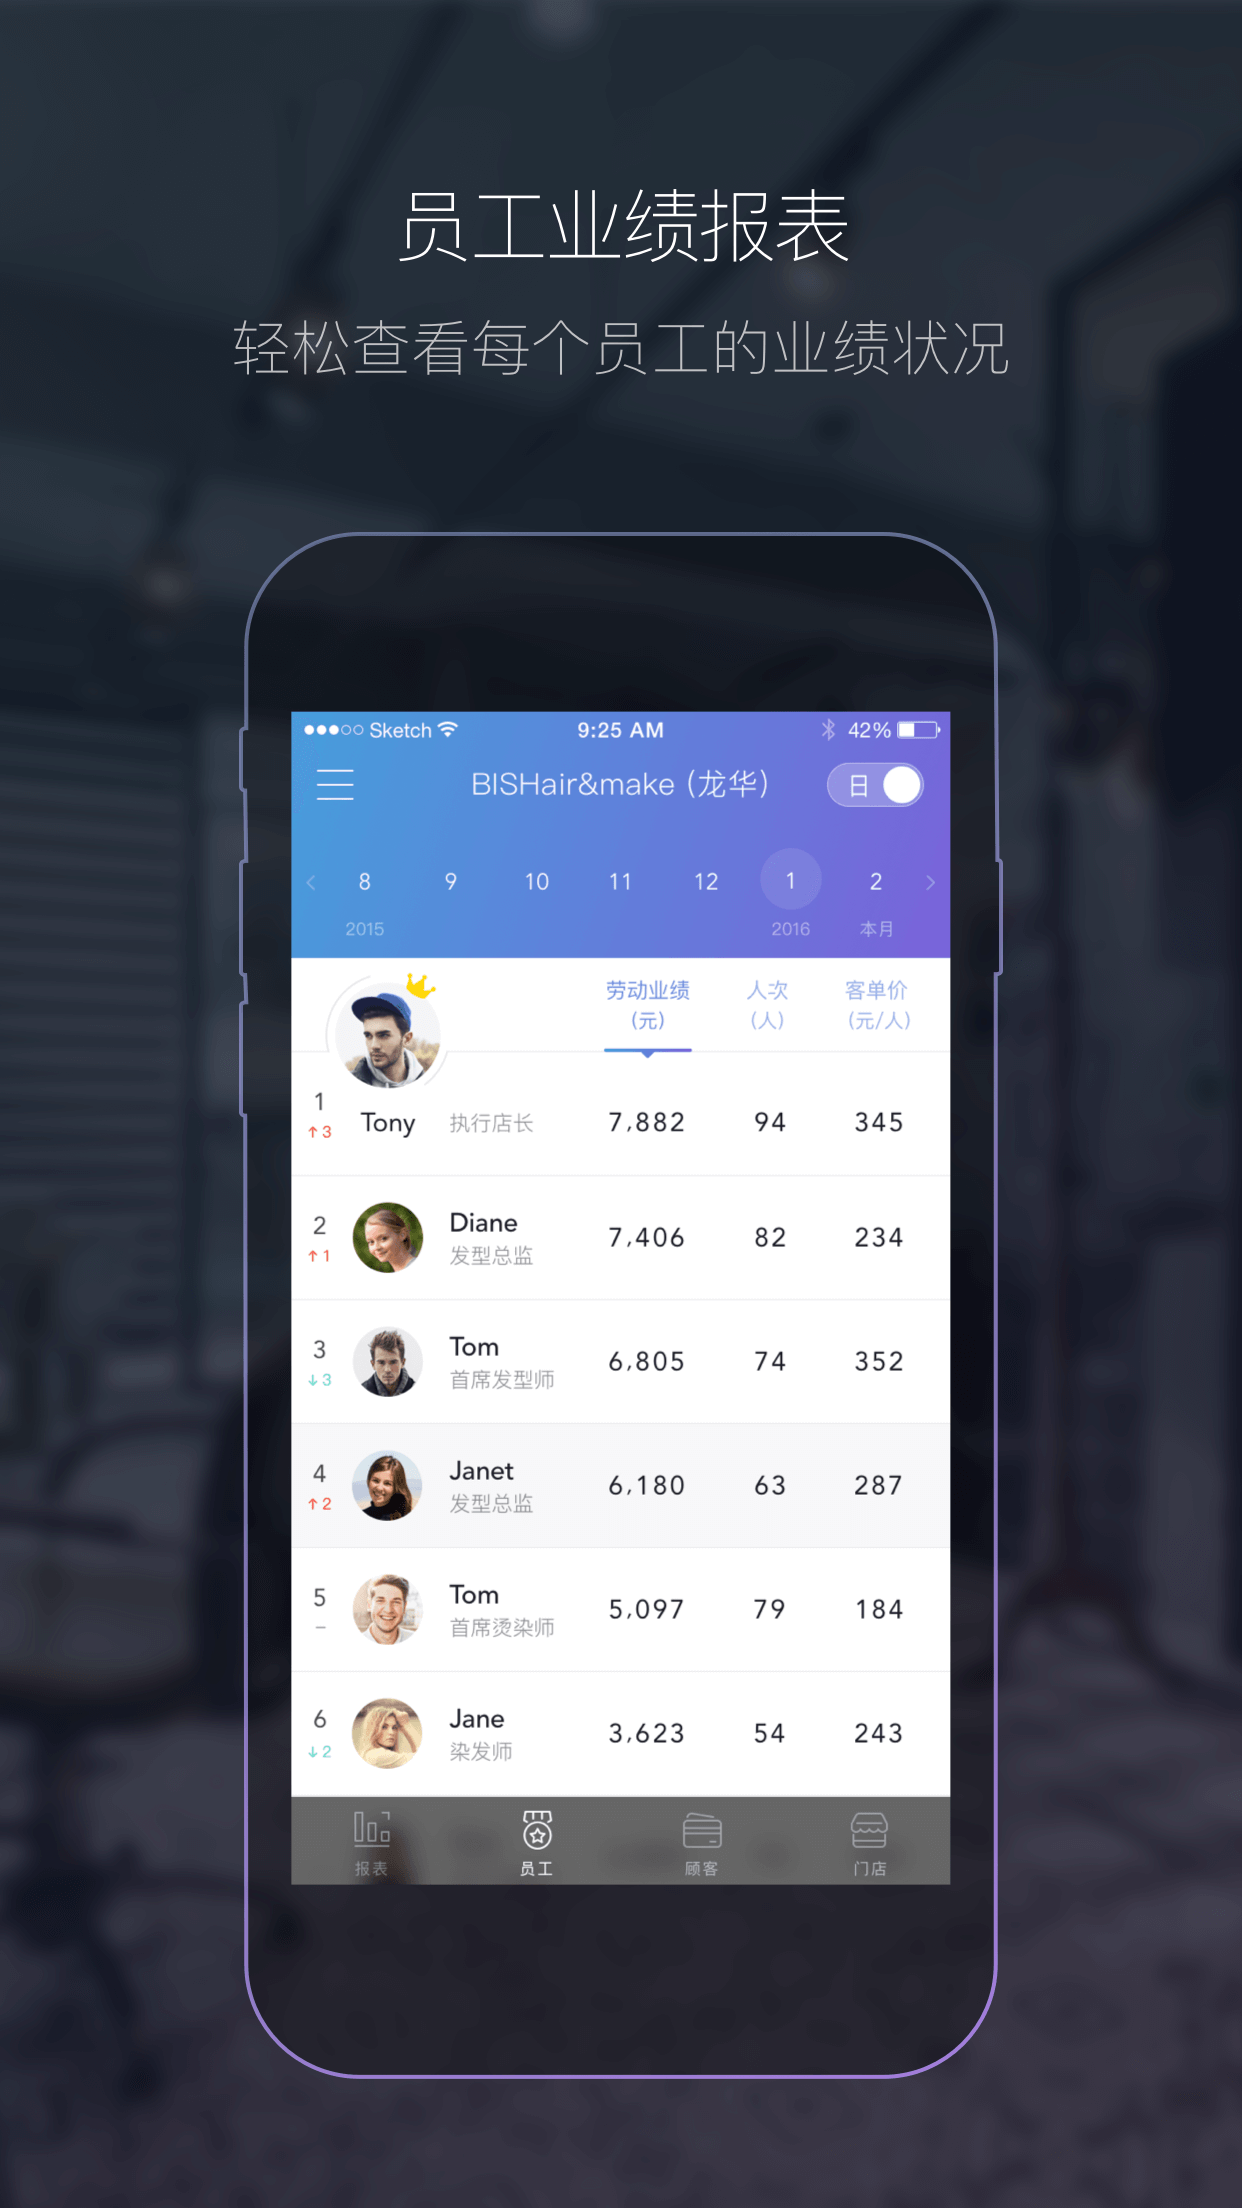 员工业绩报表
轻松查看每个员工的业绩状况
Sketch 9:25 AM 42%
BISHair&make（龙华） 日
8 9 10 11 12 1 2
2015 2016 本月
劳动业绩 人次 客单价
(元) (人) (元/人)
1
↑3 Tony 执行店长 7,882 94 345
2 Diane
7,406 82 234
↑1 发型总监
3 Tom
6,805 74 352
↓3 首席发型师
4 Janet
6,180 63 287
↑2 发型总监
5 Tom
5,097 79 184
– 首席烫染师
6 Jane
3,623 54 243
↓2 染发师
报表 员工 顾客 门店